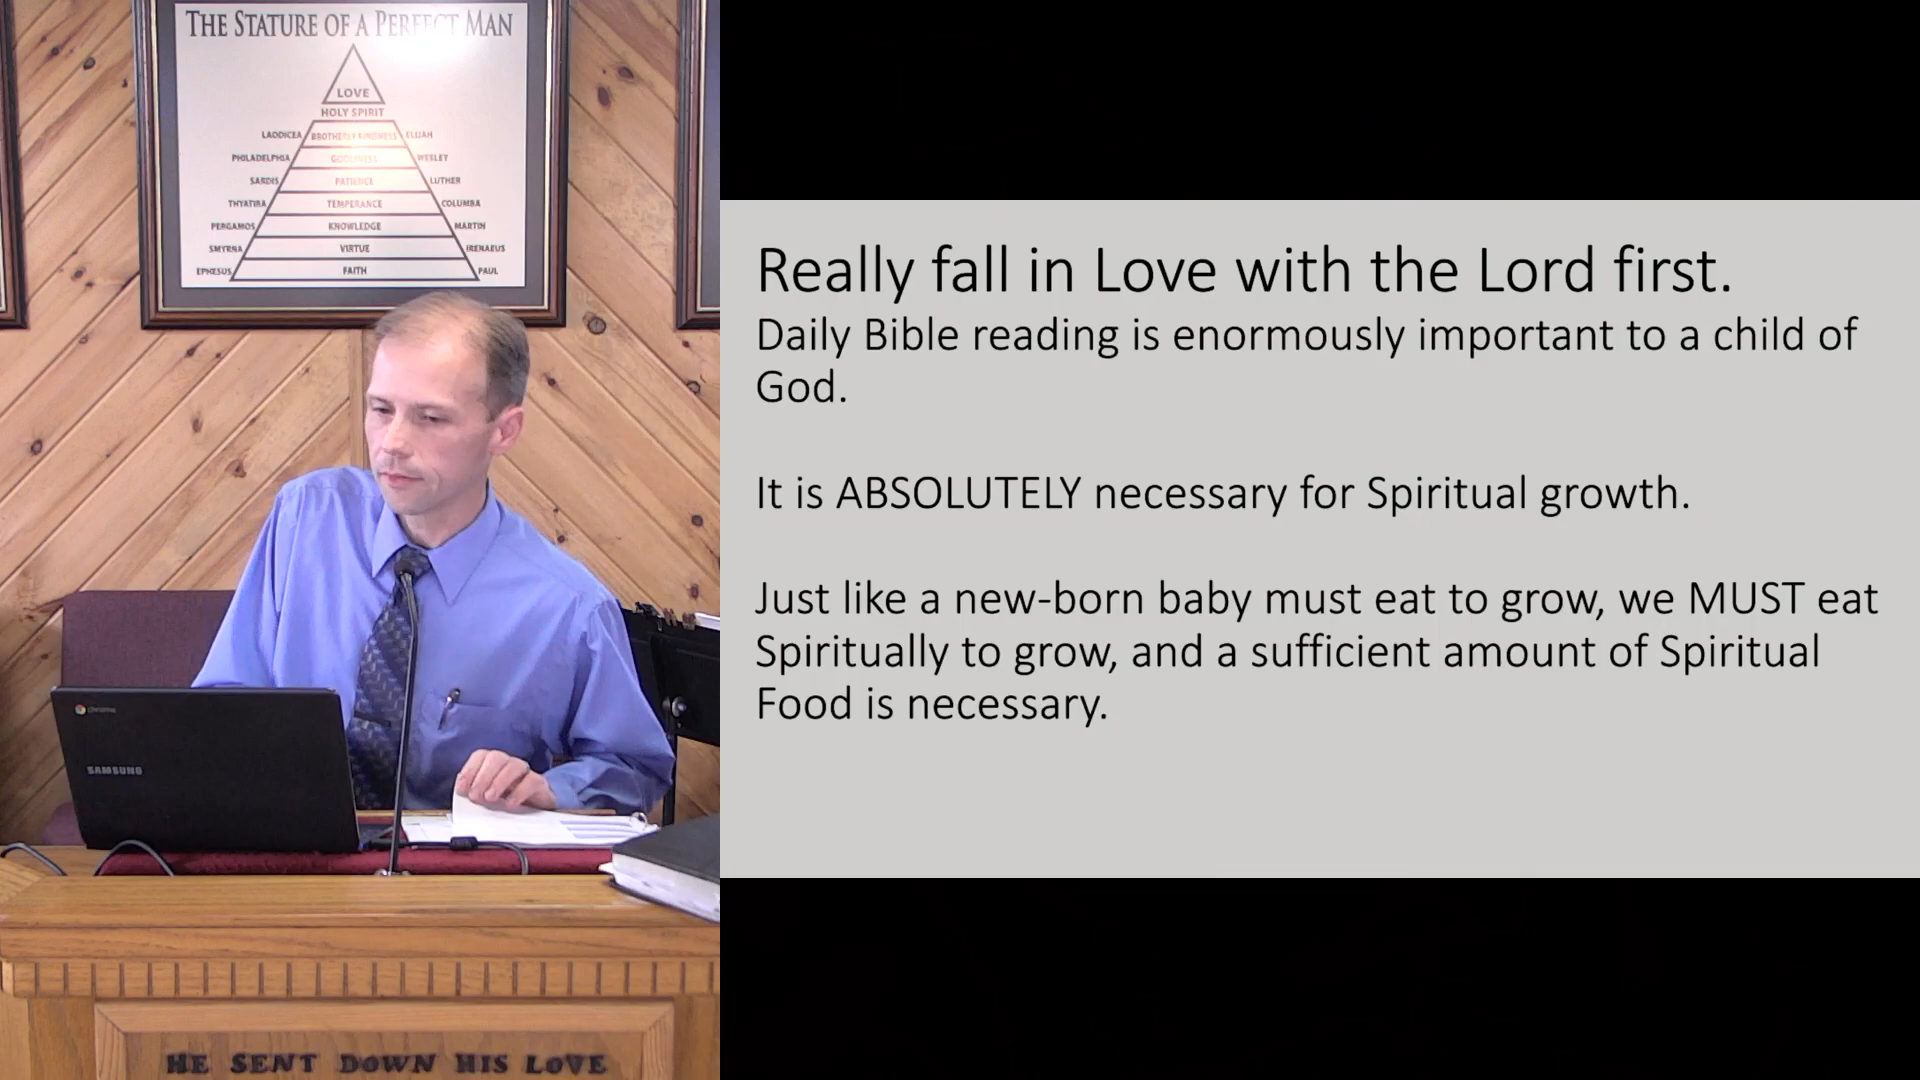 THE STATURE OF A PERFECT MAN
LOVE
HOLY SPIRIT
LAODICEA BROTHERLY KINDNESS ELIJAH
PHILADELPHIA GODLINESS WESLEY
SARDIS PATIENCE LUTHER
THYATIRA TEMPERANCE COLUMBA
PERGAMOS KNOWLEDGE MARTIN
SMYRNA VIRTUE IRENAEUS
EPHESUS FAITH PAUL
chrome
SAMSUNG
HE SENT DOWN HIS LOVE
Really fall in Love with the Lord first.
Daily Bible reading is enormously important to a child of
God.
It is ABSOLUTELY necessary for Spiritual growth.
Just like a new-born baby must eat to grow, we MUST eat
Spiritually to grow, and a sufficient amount of Spiritual
Food is necessary.